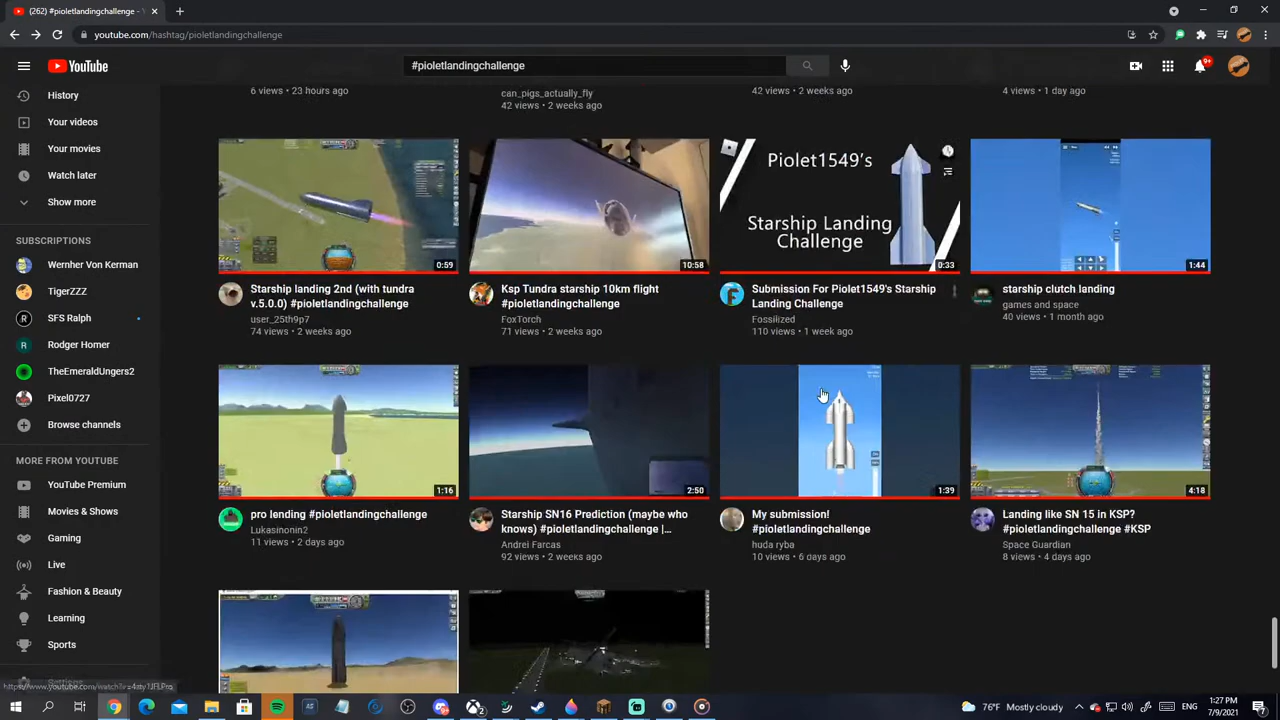 (262) #pioletlandingchallenge -
youtube.com/hashtag/pioletlandingchallenge
YouTube
#pioletlandingchallenge
9+
History
Your videos
Your movies
Watch later
Show more
SUBSCRIPTIONS
Wernher Von Kerman
TigerZZZ
SFS Ralph
Rodger Homer
TheEmeraldUngers2
Pixel0727
Browse channels
MORE FROM YOUTUBE
YouTube Premium
Movies & Shows
Gaming
Live
Fashion & Beauty
Learning
Sports
Settings
6 views • 23 hours ago
can_pigs_actually_fly
42 views • 2 weeks ago
42 views • 2 weeks ago
4 views • 1 day ago
0:59
10:58
Piolet1549's
Starship Landing
Challenge
0:33
1:44
Starship landing 2nd (with tundra
v.5.0.0) #pioletlandingchallenge
user_25th9p7
74 views • 2 weeks ago
Ksp Tundra starship 10km flight
#pioletlandingchallenge
FoxTorch
71 views • 2 weeks ago
Submission For Piolet1549's Starship
Landing Challenge
Fossilized
110 views • 1 week ago
starship clutch landing
games and space
40 views • 1 month ago
1:16
2:50
1:39
4:18
pro lending #pioletlandingchallenge
Lukasinonin2
11 views • 2 days ago
Starship SN16 Prediction (maybe who
knows) #pioletlandingchallenge |...
Andrei Farcas
92 views • 2 weeks ago
My submission!
#pioletlandingchallenge
huda ryba
10 views • 6 days ago
Landing like SN 15 in KSP?
#pioletlandingchallenge #KSP
Space Guardian
8 views • 4 days ago
76°F Mostly cloudy
1:27 PM
7/9/2021